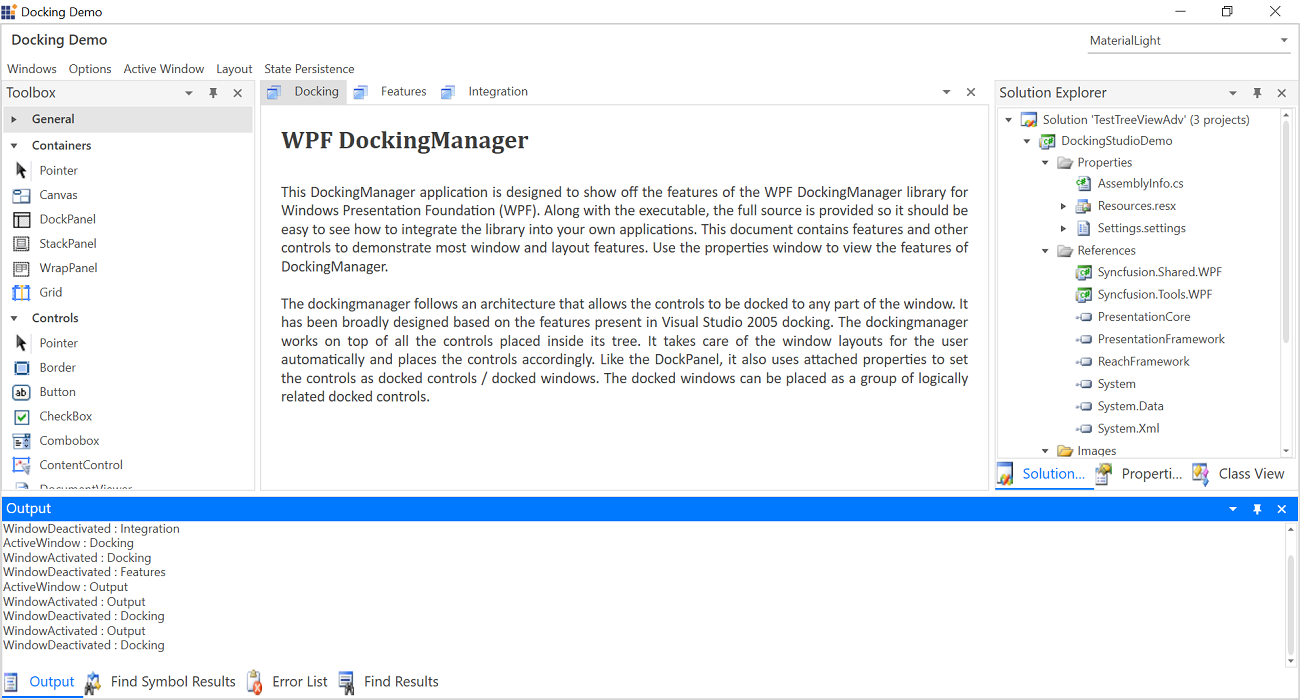 Docking Demo
Docking Demo
MaterialLight
Windows Options Active Window Layout State Persistence
Toolbox
General
Containers
Pointer
Canvas
DockPanel
StackPanel
WrapPanel
Grid
Controls
Pointer
Border
ab Button
CheckBox
Combobox
ContentControl
DocumentViewer
Docking Features Integration
WPF DockingManager
This DockingManager application is designed to show off the features of the WPF DockingManager library for
Windows Presentation Foundation (WPF). Along with the executable, the full source is provided so it should be
easy to see how to integrate the library into your own applications. This document contains features and other
controls to demonstrate most window and layout features. Use the properties window to view the features of
DockingManager.
The dockingmanager follows an architecture that allows the controls to be docked to any part of the window. It
has been broadly designed based on the features present in Visual Studio 2005 docking. The dockingmanager
works on top of all the controls placed inside its tree. It takes care of the window layouts for the user
automatically and places the controls accordingly. Like the DockPanel, it also uses attached properties to set
the controls as docked controls / docked windows. The docked windows can be placed as a group of logically
related docked controls.
Solution Explorer
Solution 'TestTreeViewAdv' (3 projects)
DockingStudioDemo
Properties
AssemblyInfo.cs
Resources.resx
Settings.settings
References
Syncfusion.Shared.WPF
Syncfusion.Tools.WPF
PresentationCore
PresentationFramework
ReachFramework
System
System.Data
System.Xml
Images
Solution... Properti... Class View
Output
WindowDeactivated : Integration
ActiveWindow : Docking
WindowActivated : Docking
WindowDeactivated : Features
ActiveWindow : Output
WindowActivated : Output
WindowDeactivated : Docking
WindowActivated : Output
WindowDeactivated : Docking
Output Find Symbol Results Error List Find Results